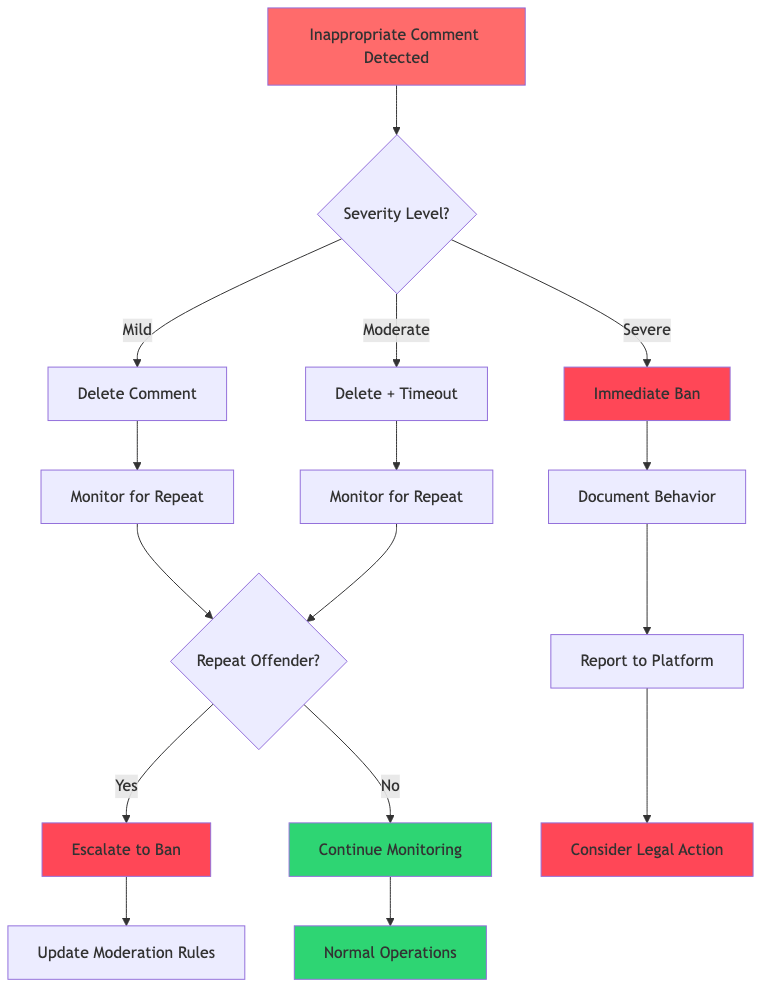 Inappropriate Comment
Detected
Severity Level?
Mild
Moderate
Severe
Delete Comment
Delete + Timeout
Immediate Ban
Monitor for Repeat
Monitor for Repeat
Document Behavior
Repeat Offender?
Report to Platform
Yes
No
Escalate to Ban
Continue Monitoring
Consider Legal Action
Update Moderation Rules
Normal Operations